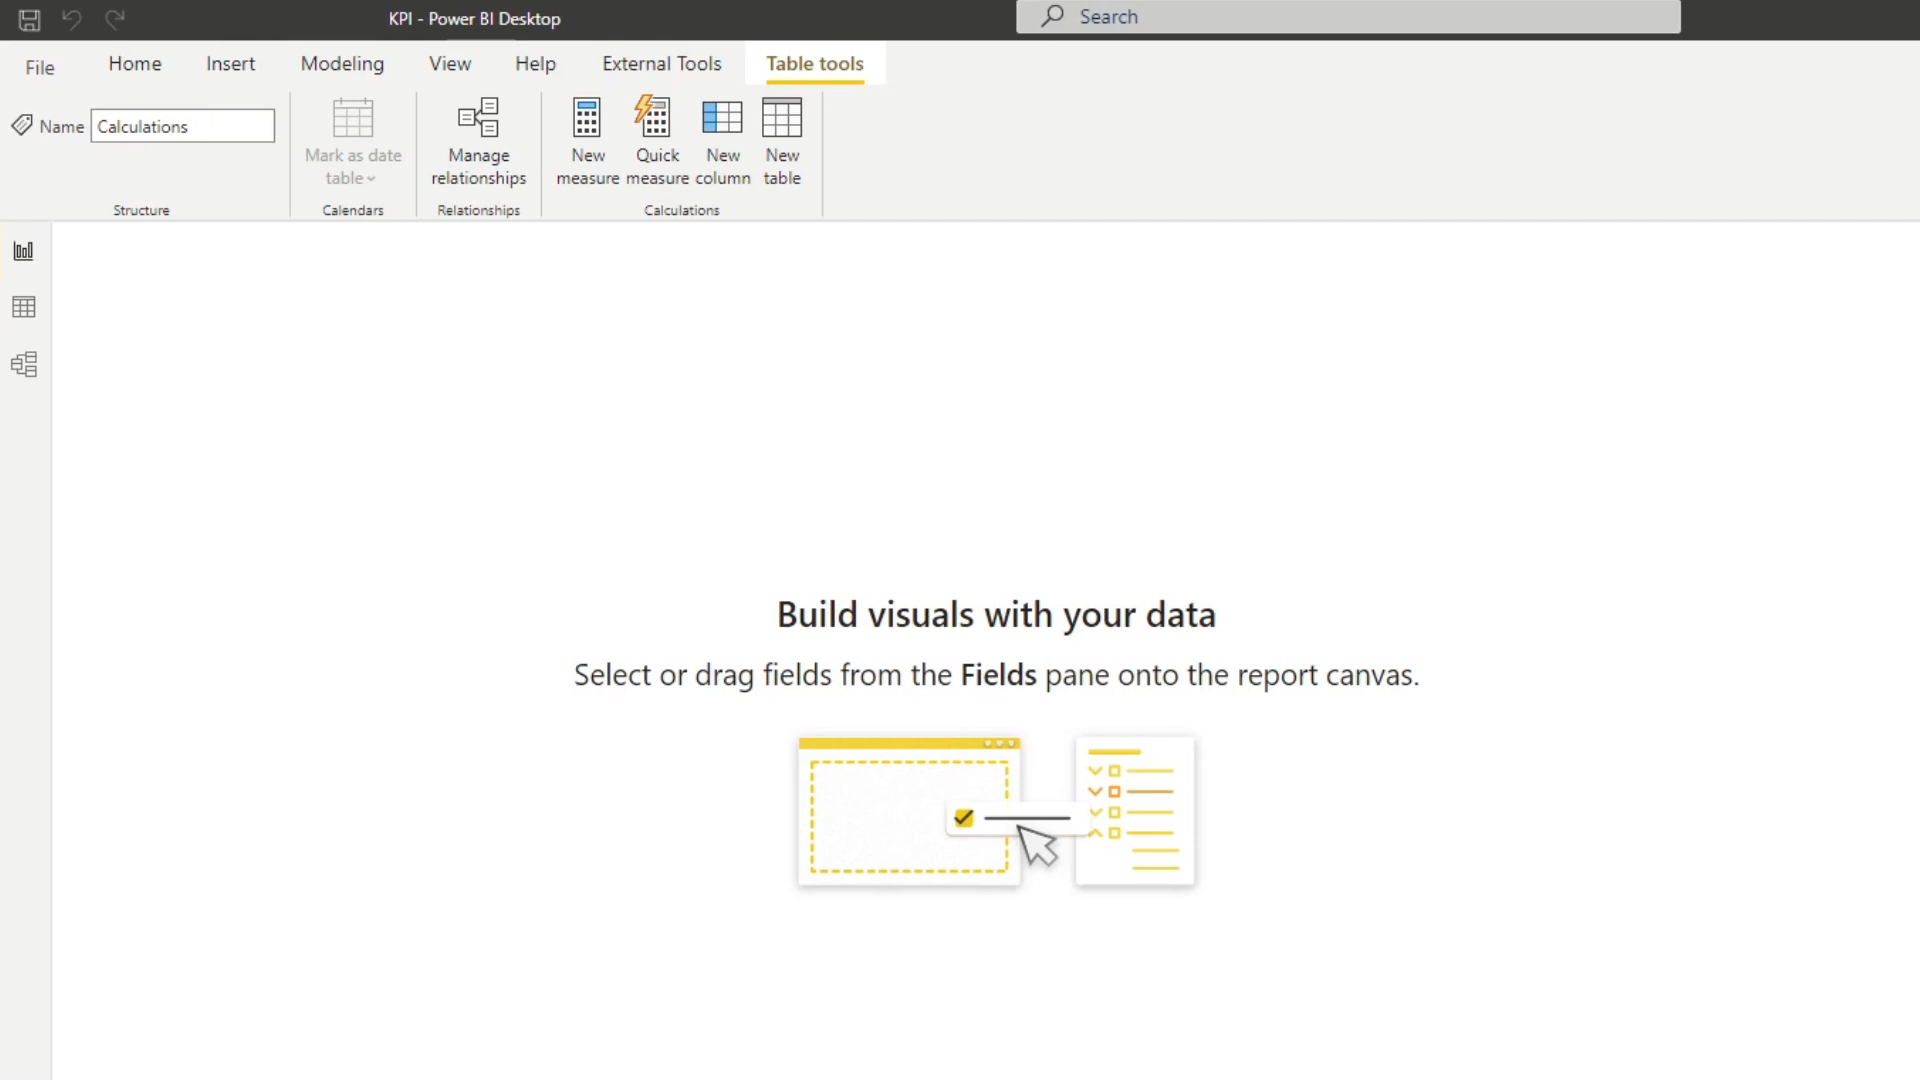 KPI - Power BI Desktop
Search
File
Home
Insert
Modeling
View
Help
External Tools
Table tools
Name
Calculations
Mark as date
table
Manage
relationships
New
measure
Quick
measure
New
column
New
table
Structure
Calendars
Relationships
Calculations
Build visuals with your data
Select or drag fields from the Fields pane onto the report canvas.